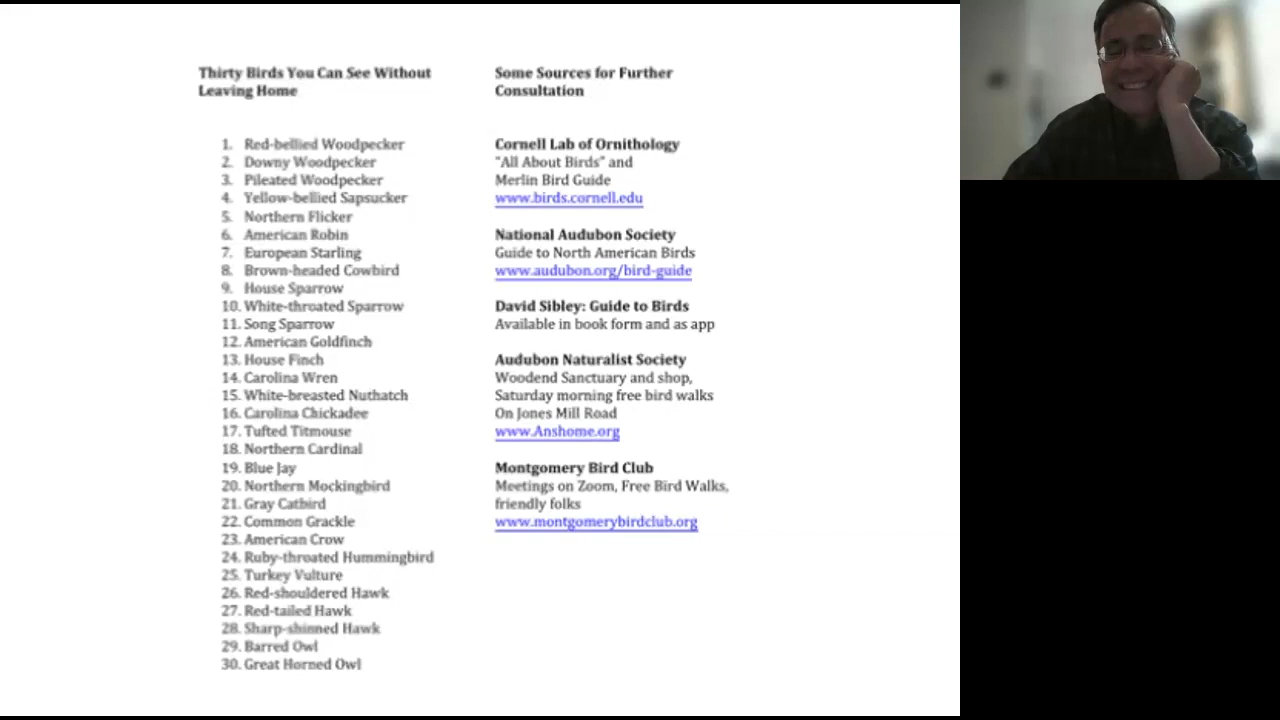 Thirty Birds You Can See Without
Leaving Home
1. Red-bellied Woodpecker
2. Downy Woodpecker
3. Pileated Woodpecker
4. Yellow-bellied Sapsucker
5. Northern Flicker
6. American Robin
7. European Starling
8. Brown-headed Cowbird
9. House Sparrow
10. White-throated Sparrow
11. Song Sparrow
12. American Goldfinch
13. House Finch
14. Carolina Wren
15. White-breasted Nuthatch
16. Carolina Chickadee
17. Tufted Titmouse
18. Northern Cardinal
19. Blue Jay
20. Northern Mockingbird
21. Gray Catbird
22. Common Grackle
23. American Crow
24. Ruby-throated Hummingbird
25. Turkey Vulture
26. Red-shouldered Hawk
27. Red-tailed Hawk
28. Sharp-shinned Hawk
29. Barred Owl
30. Great Horned Owl
Some Sources for Further
Consultation
Cornell Lab of Ornithology
"All About Birds" and
Merlin Bird Guide
www.birds.cornell.edu
National Audubon Society
Guide to North American Birds
www.audubon.org/bird-guide
David Sibley: Guide to Birds
Available in book form and as app
Audubon Naturalist Society
Woodend Sanctuary and shop,
Saturday morning free bird walks
On Jones Mill Road
www.Anshome.org
Montgomery Bird Club
Meetings on Zoom, Free Bird Walks,
friendly folks
www.montgomerybirdclub.org